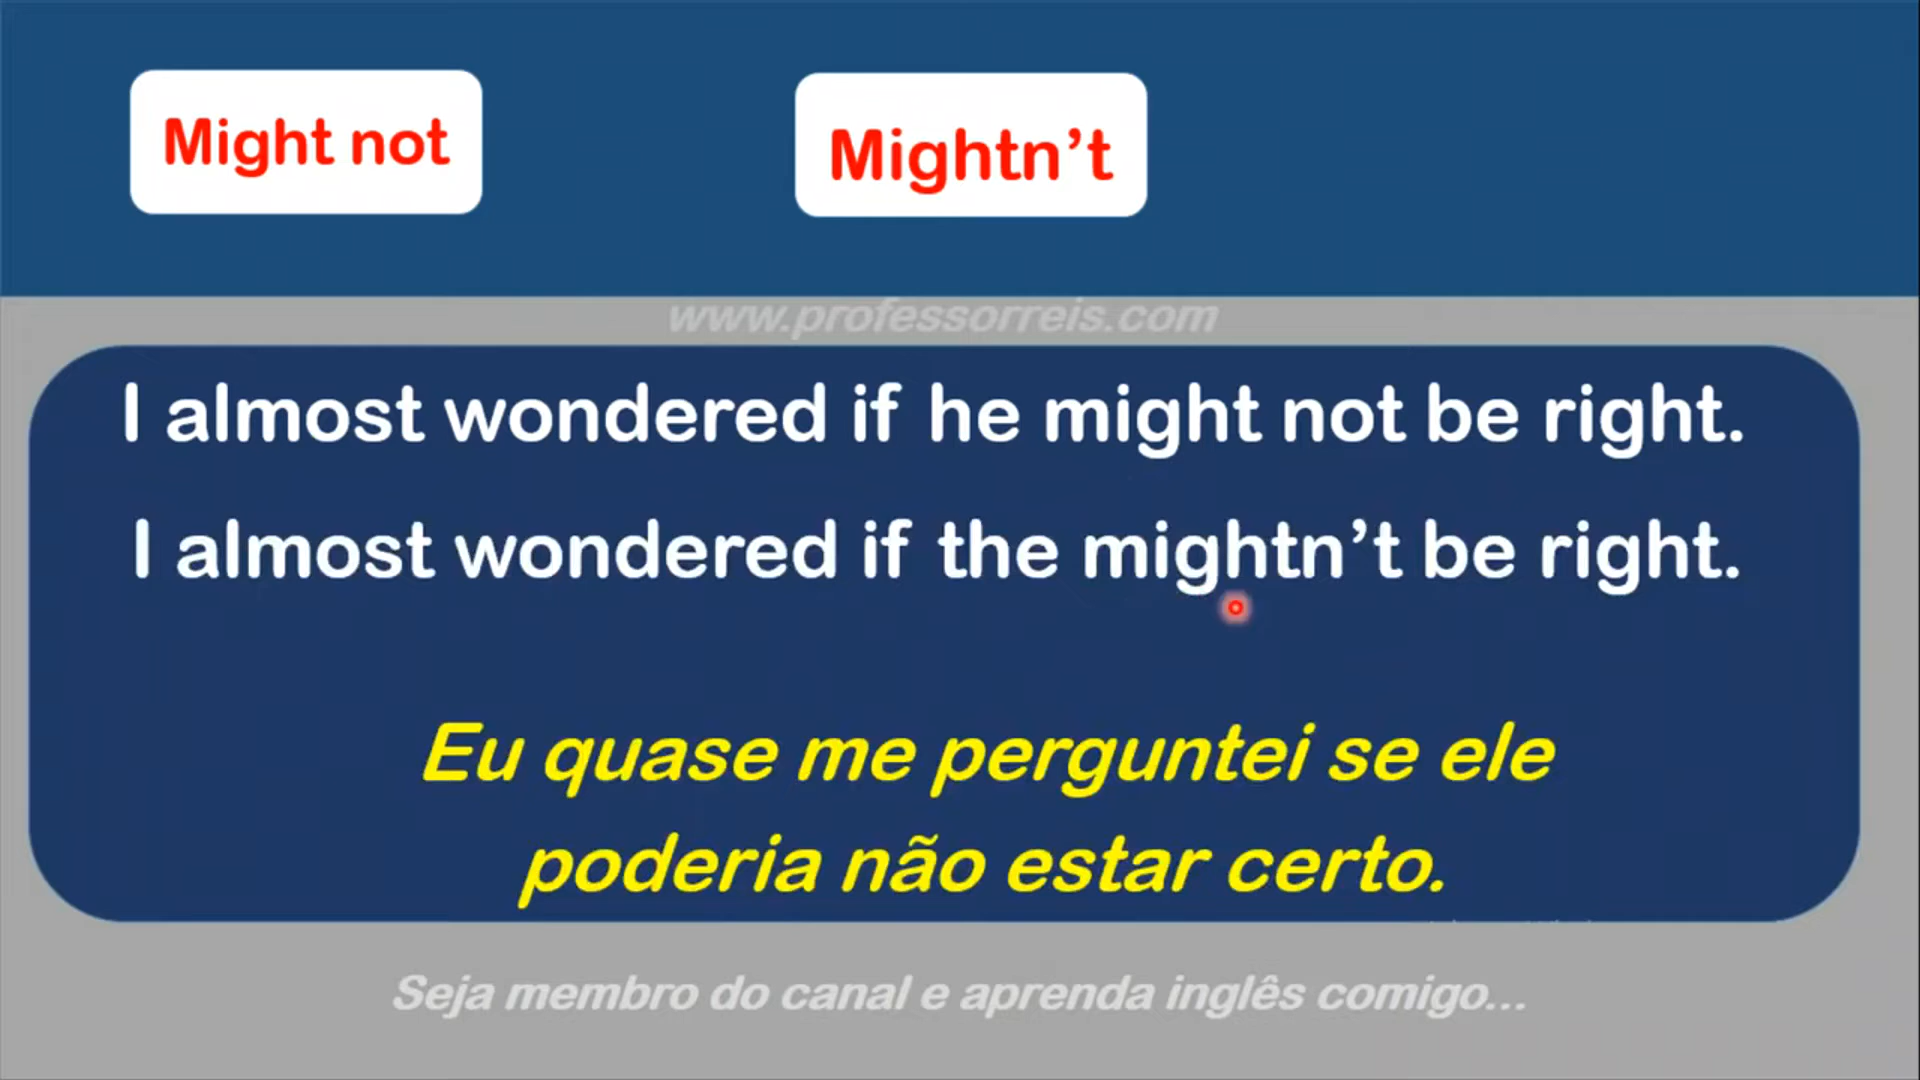 Might not
Mightn’t
www.professorreis.com
I almost wondered if he might not be right.
I almost wondered if the mightn’t be right.
Eu quase me perguntei se ele
poderia não estar certo.
Seja membro do canal e aprenda inglês comigo...